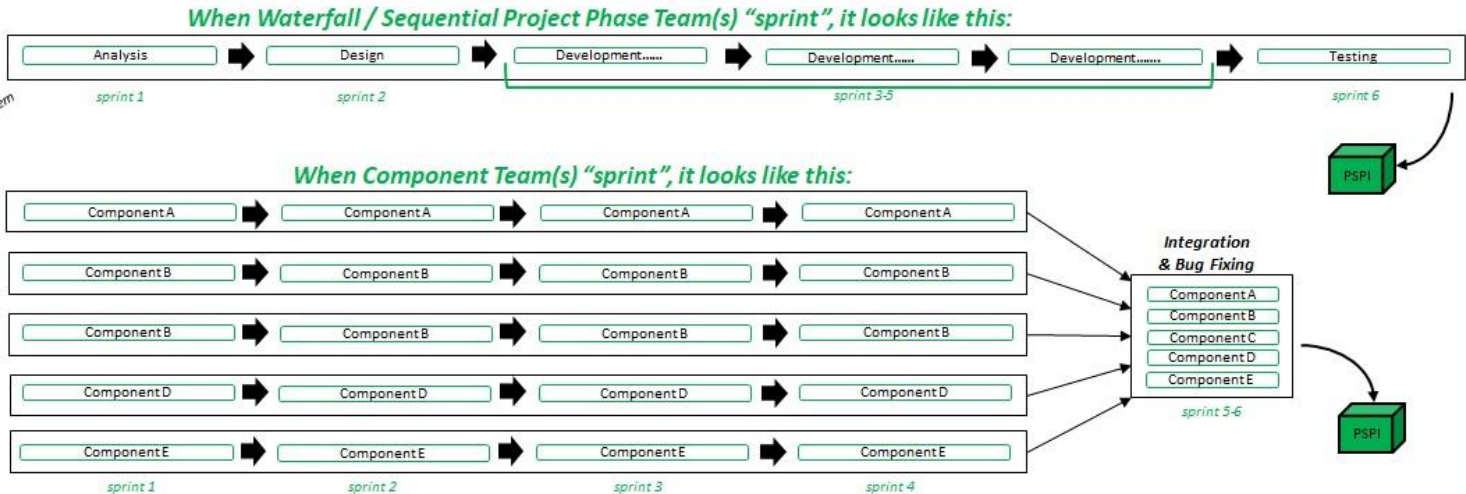 When Waterfall / Sequential Project Phase Team(s) “sprint”, it looks like this:
Analysis Design Development...... Development...... Development....... Testing
em
sprint 1 sprint 2 sprint 3-5 sprint 6
PSPI
When Component Team(s) “sprint”, it looks like this:
Component A Component A Component A Component A
Component B Component B Component B Component B
Component B Component B Component B Component B
Component D Component D Component D Component D
Component E Component E Component E Component E
sprint 1 sprint 2 sprint 3 sprint 4
Integration
& Bug Fixing
Component A
Component B
Component C
Component D
Component E
sprint 5-6
PSPI